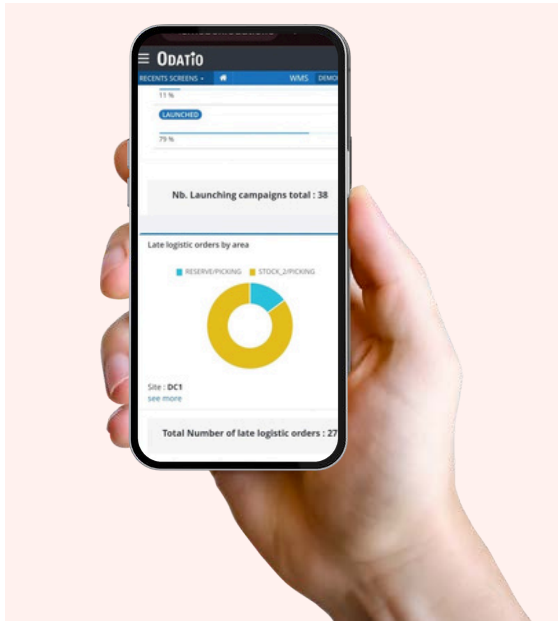 ≡ ODATiO
RECENTS SCREENS WMS DEMO
11 %
LAUNCHED
79 %
Nb. Launching campaigns total : 38
Late logistic orders by area
RESERVE/PICKING STOCK_2/PICKING
Site : DC1
see more
Total Number of late logistic orders : 27